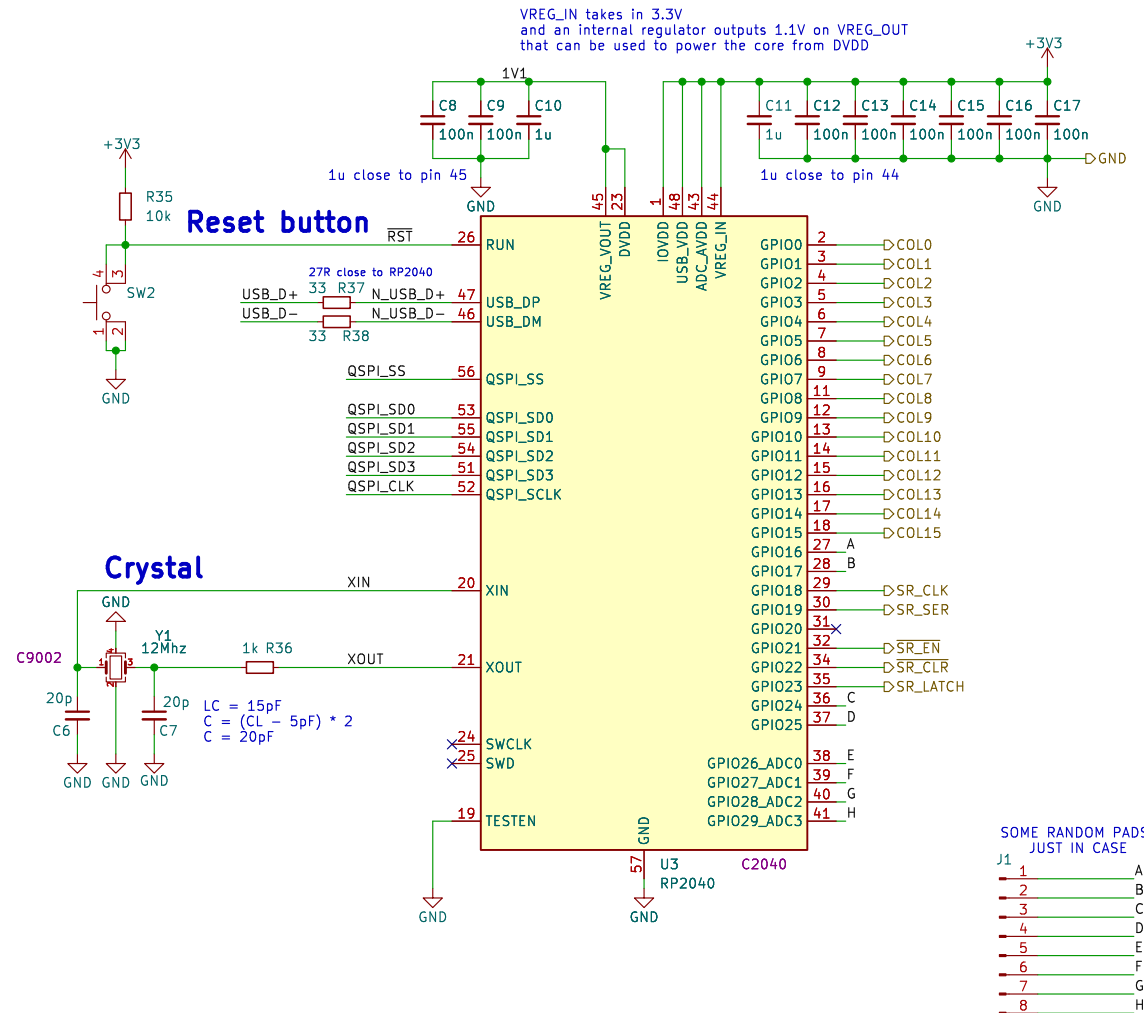 VREG_IN takes in 3.3V
and an internal regulator outputs 1.1V on VREG_OUT
that can be used to power the core from DVDD
+3V3
1V1
C8
100n
C9
100n
C10
1u
C11
1u
C12
100n
C13
100n
C14
100n
C15
100n
C16
100n
C17
100n
GND
1u close to pin 45
GND
1u close to pin 44
GND
+3V3
R35
10k
Reset button
RST
SW2
4
3
1
2
GND
27R close to RP2040
USB_D+
33
R37
N_USB_D+
USB_D-
33
R38
N_USB_D-
QSPI_SS
QSPI_SD0
QSPI_SD1
QSPI_SD2
QSPI_SD3
QSPI_CLK
45
VREG_VOUT
23
DVDD
1
IOVDD
48
USB_VDD
43
ADC_AVDD
44
VREG_IN
26
RUN
47
USB_DP
46
USB_DM
56
QSPI_SS
53
QSPI_SD0
55
QSPI_SD1
54
QSPI_SD2
51
QSPI_SD3
52
QSPI_SCLK
20
XIN
21
XOUT
24
SWCLK
25
SWD
19
TESTEN
GPIO0 2 COL0
GPIO1 3 COL1
GPIO2 4 COL2
GPIO3 5 COL3
GPIO4 6 COL4
GPIO5 7 COL5
GPIO6 8 COL6
GPIO7 9 COL7
GPIO8 11 COL8
GPIO9 12 COL9
GPIO10 13 COL10
GPIO11 14 COL11
GPIO12 15 COL12
GPIO13 16 COL13
GPIO14 17 COL14
GPIO15 18 COL15
GPIO16 27 A
GPIO17 28 B
GPIO18 29 SR_CLK
GPIO19 30 SR_SER
GPIO20 31
GPIO21 32 SR_EN
GPIO22 34 SR_CLR
GPIO23 35 SR_LATCH
GPIO24 36 C
GPIO25 37 D
GPIO26_ADC0 38 E
GPIO27_ADC1 39 F
GPIO28_ADC2 40 G
GPIO29_ADC3 41 H
GND
57
U3
RP2040
C2040
GND
GND
Crystal
XIN
GND
Y1
12Mhz
C9002
1
4
3
2
1k R36
XOUT
20p
C6
20p
C7
LC = 15pF
C = (CL - 5pF) * 2
C = 20pF
GND
GND
GND
SOME RANDOM PADS
JUST IN CASE
J1
1 A
2 B
3 C
4 D
5 E
6 F
7 G
8 H